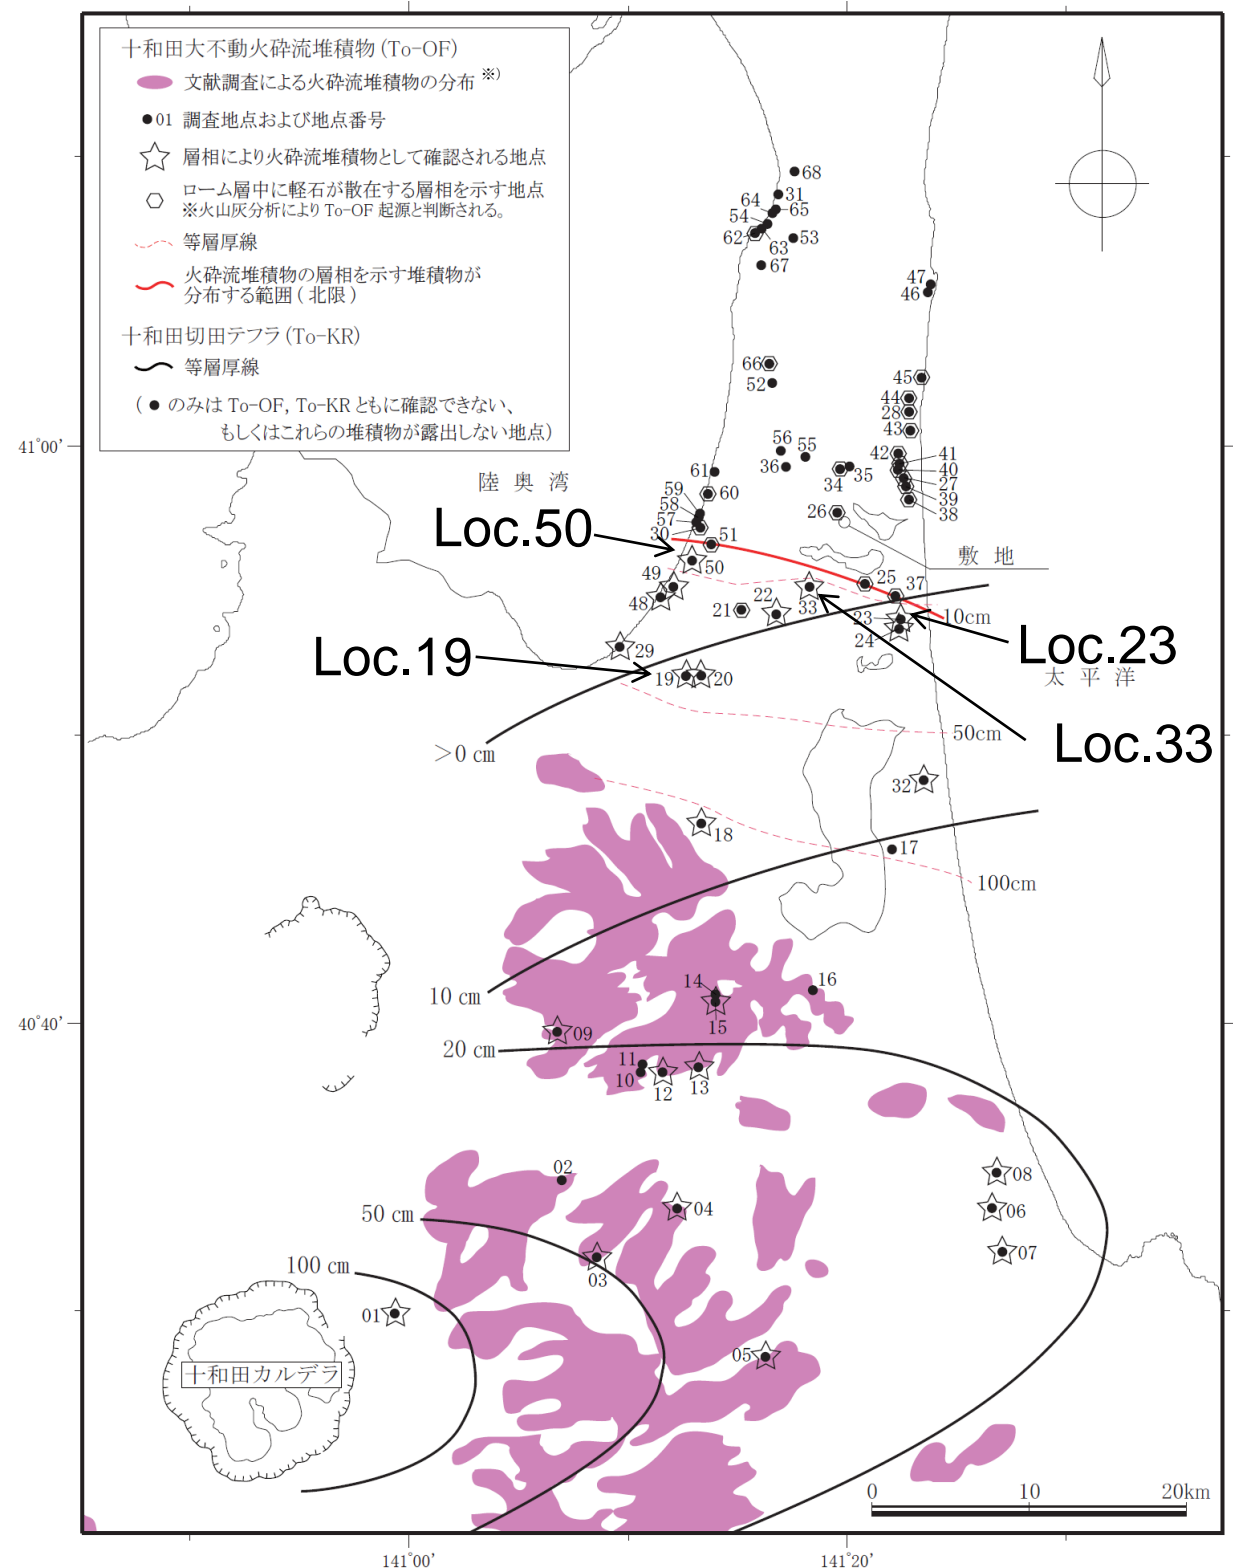 十和田大不動火砕流堆積物 (To-OF)
文献調査による火砕流堆積物の分布 ※)
01 調査地点および地点番号
層相により火砕流堆積物として確認される地点
ローム層中に軽石が散在する層相を示す地点
※火山灰分析により To-OF 起源と判断される。
等層厚線
火砕流堆積物の層相を示す堆積物が
分布する範囲 ( 北限 )
十和田切田テフラ (To-KR)
等層厚線
( ● のみは To-OF, To-KR ともに確認できない、
もしくはこれらの堆積物が露出しない地点)
68
31
64
65
54
62
63
53
67
47
46
66
52
45
44
28
43
41°00'
56
55
36
34
35
42
41
40
27
39
38
陸奥湾
61
60
59
58
57
30
51
26
Loc.50
50
敷地
49
48
25
37
22
21
33
23
24
10cm
29
Loc.19
19
20
Loc.23
太平洋
50cm
Loc.33
>0 cm
32
18
17
100cm
10 cm
14
15
16
40°40'
09
20 cm
11
10
12
13
02
08
04
06
50 cm
07
03
100 cm
01
05
十和田カルデラ
0 10 20km
141°00' 141°20'